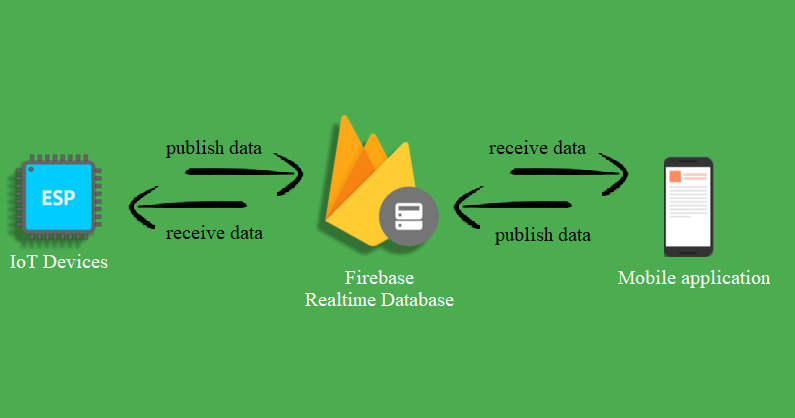 publish data
receive data
ESP
receive data
publish data
IoT Devices
Firebase
Realtime Database
Mobile application